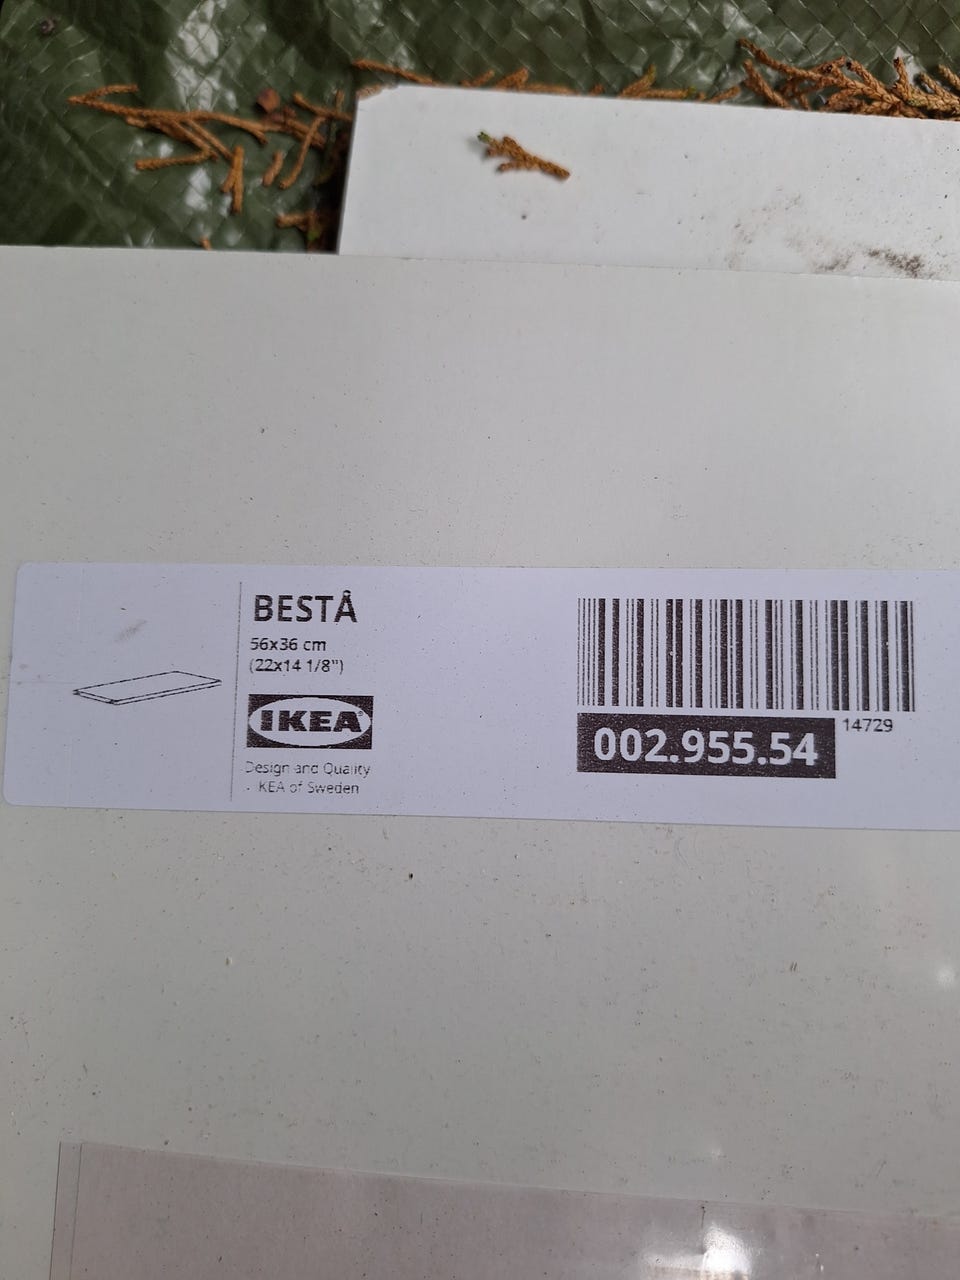 BESTÅ
56x36 cm
(22x14 1/8")
IKEA
Design and Quality
IKEA of Sweden
14729
002.955.54